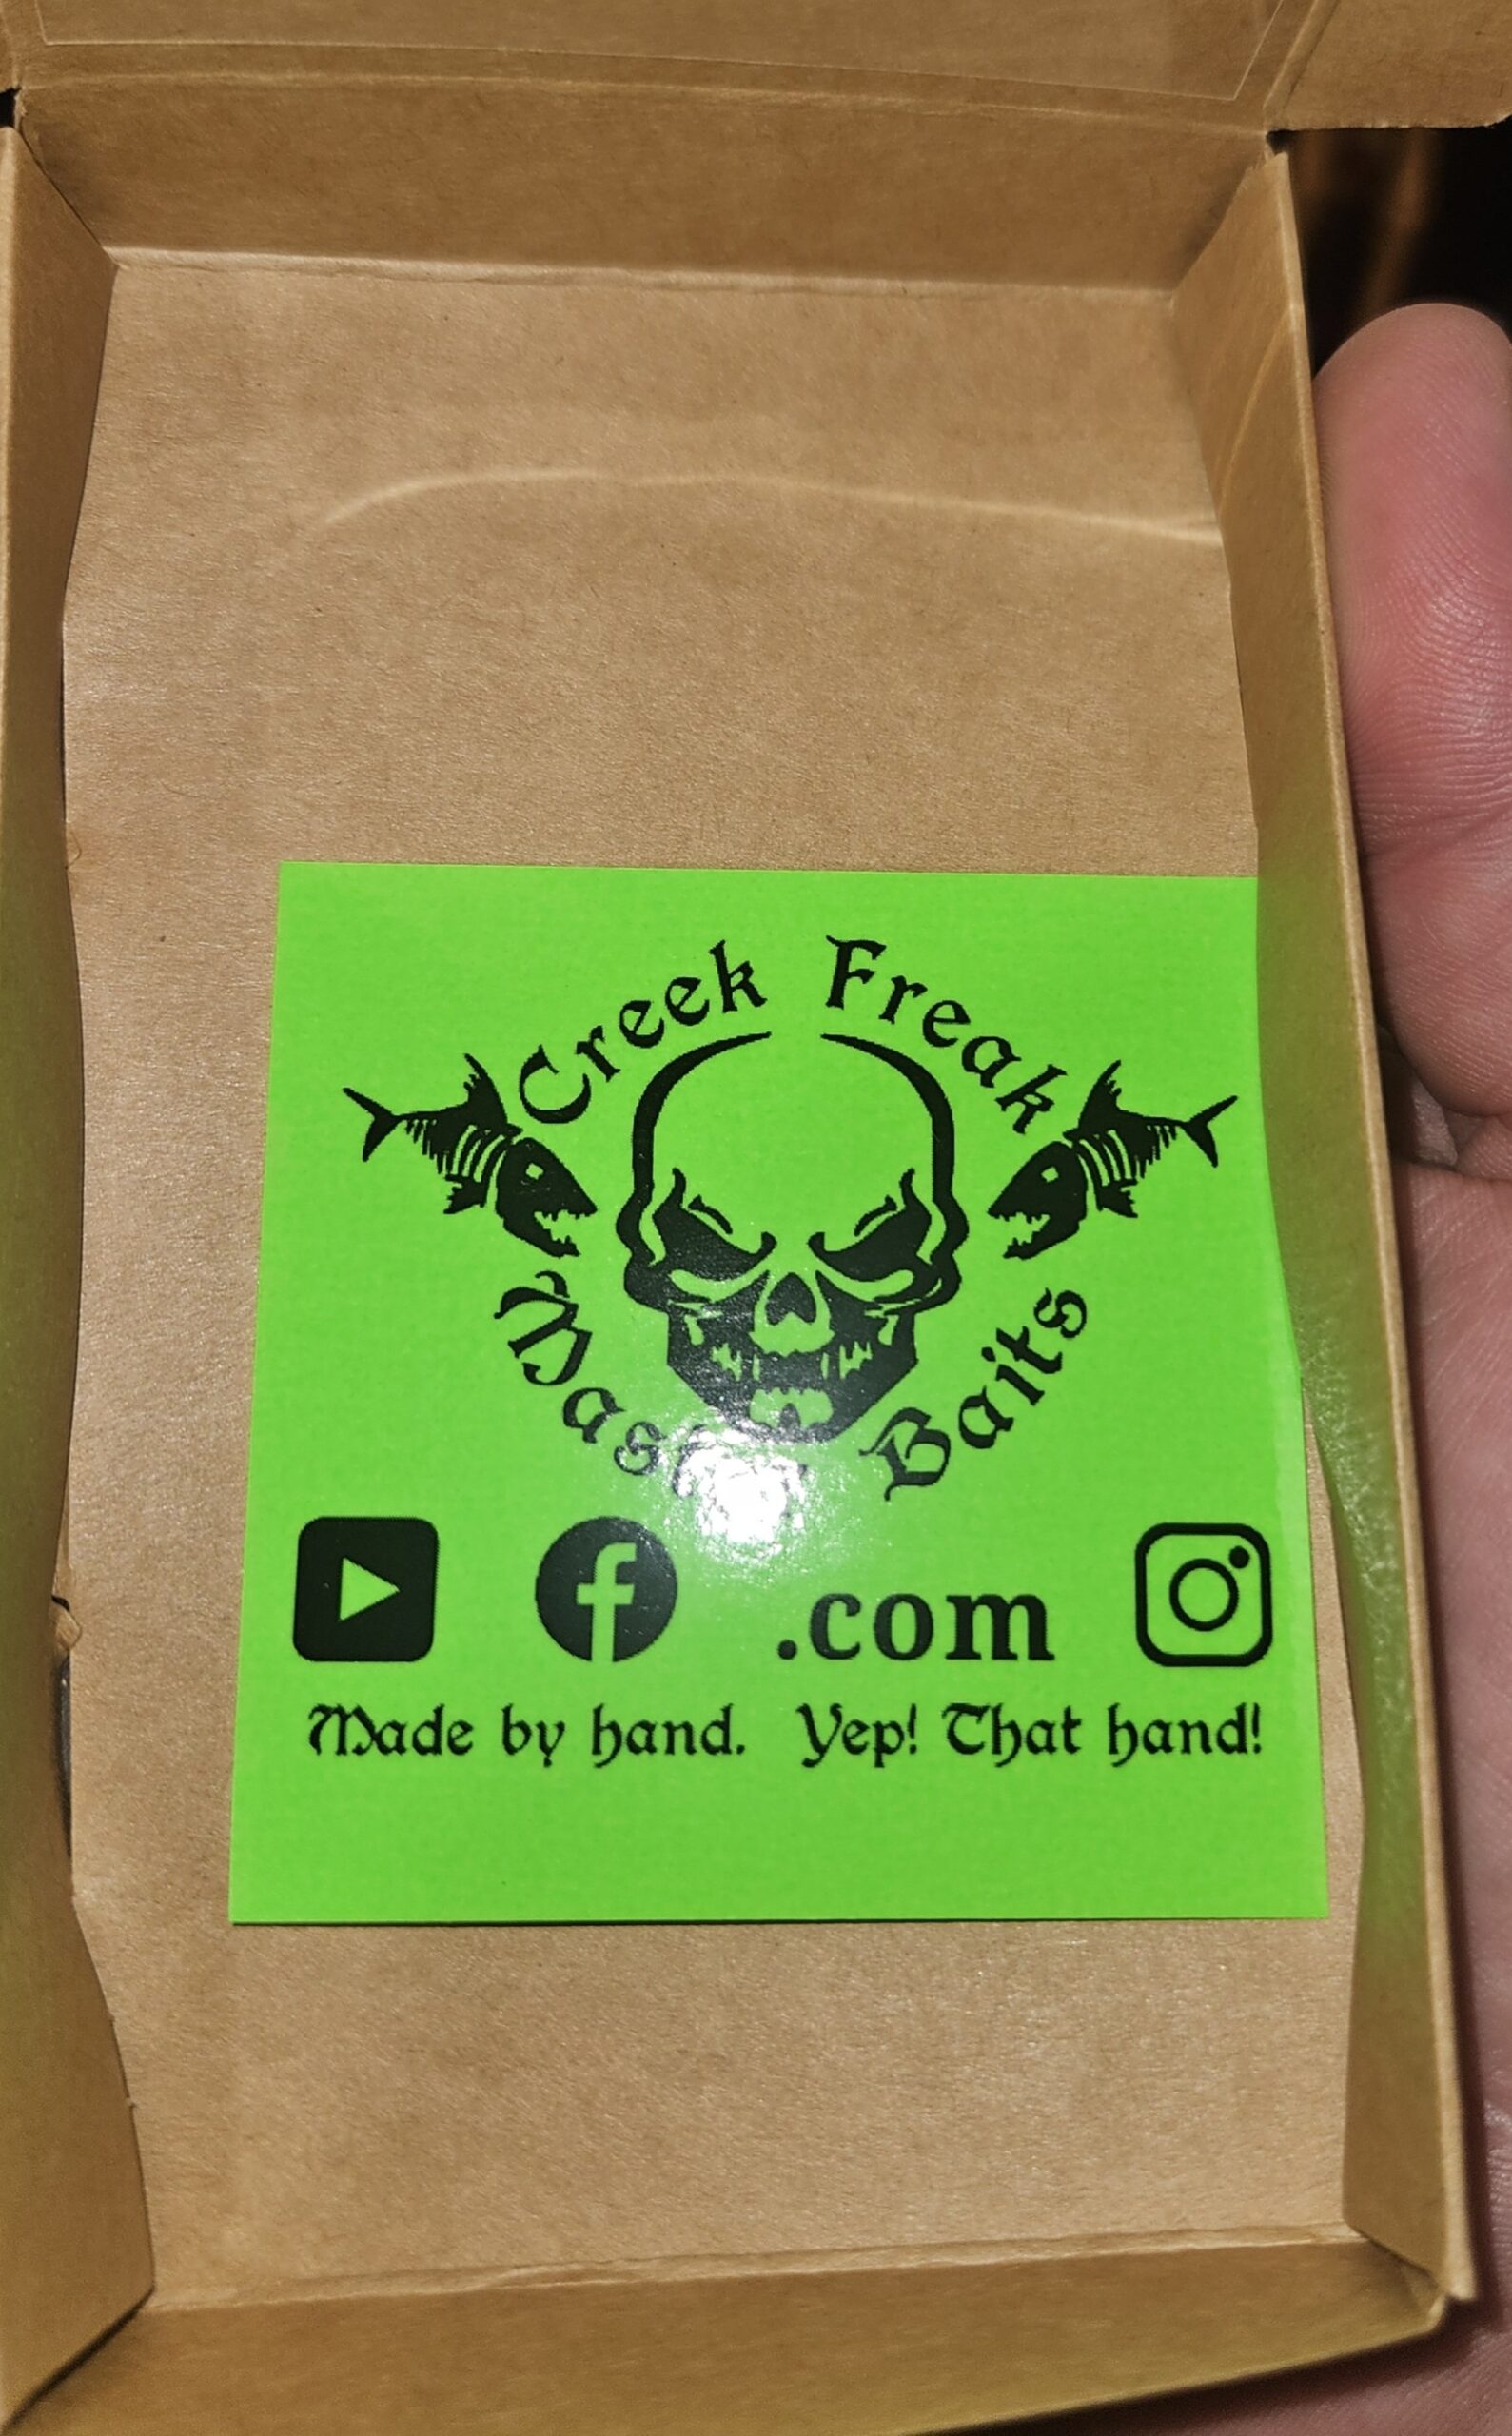 Creek Freak
Baits
.com
Made by hand. Yep! That hand!